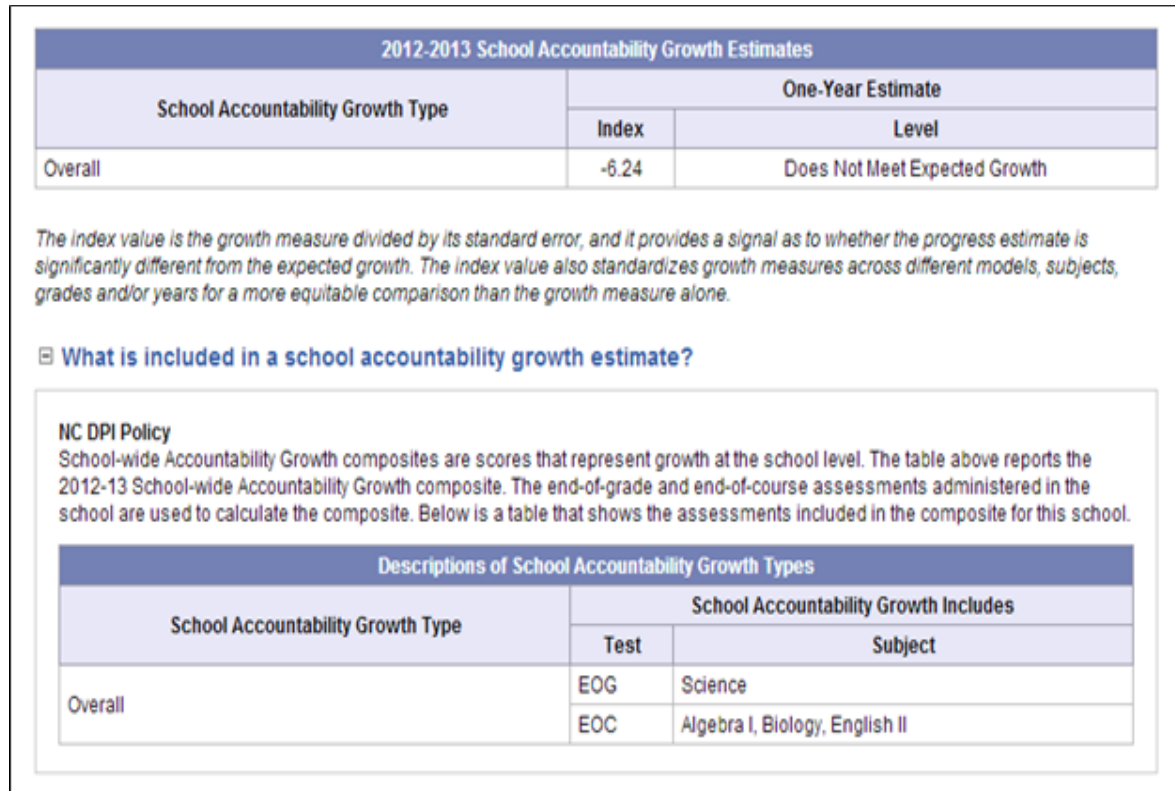 2012-2013 School Accountability Growth Estimates
School Accountability Growth Type
One-Year Estimate
Index
Level
Overall
-6.24
Does Not Meet Expected Growth
The index value is the growth measure divided by its standard error, and it provides a signal as to whether the progress estimate is
significantly different from the expected growth. The index value also standardizes growth measures across different models, subjects,
grades and/or years for a more equitable comparison than the growth measure alone.
What is included in a school accountability growth estimate?
NC DPI Policy
School-wide Accountability Growth composites are scores that represent growth at the school level. The table above reports the
2012-13 School-wide Accountability Growth composite. The end-of-grade and end-of-course assessments administered in the
school are used to calculate the composite. Below is a table that shows the assessments included in the composite for this school.
Descriptions of School Accountability Growth Types
School Accountability Growth Type
School Accountability Growth Includes
Test
Subject
Overall
EOG
Science
EOC
Algebra I, Biology, English II